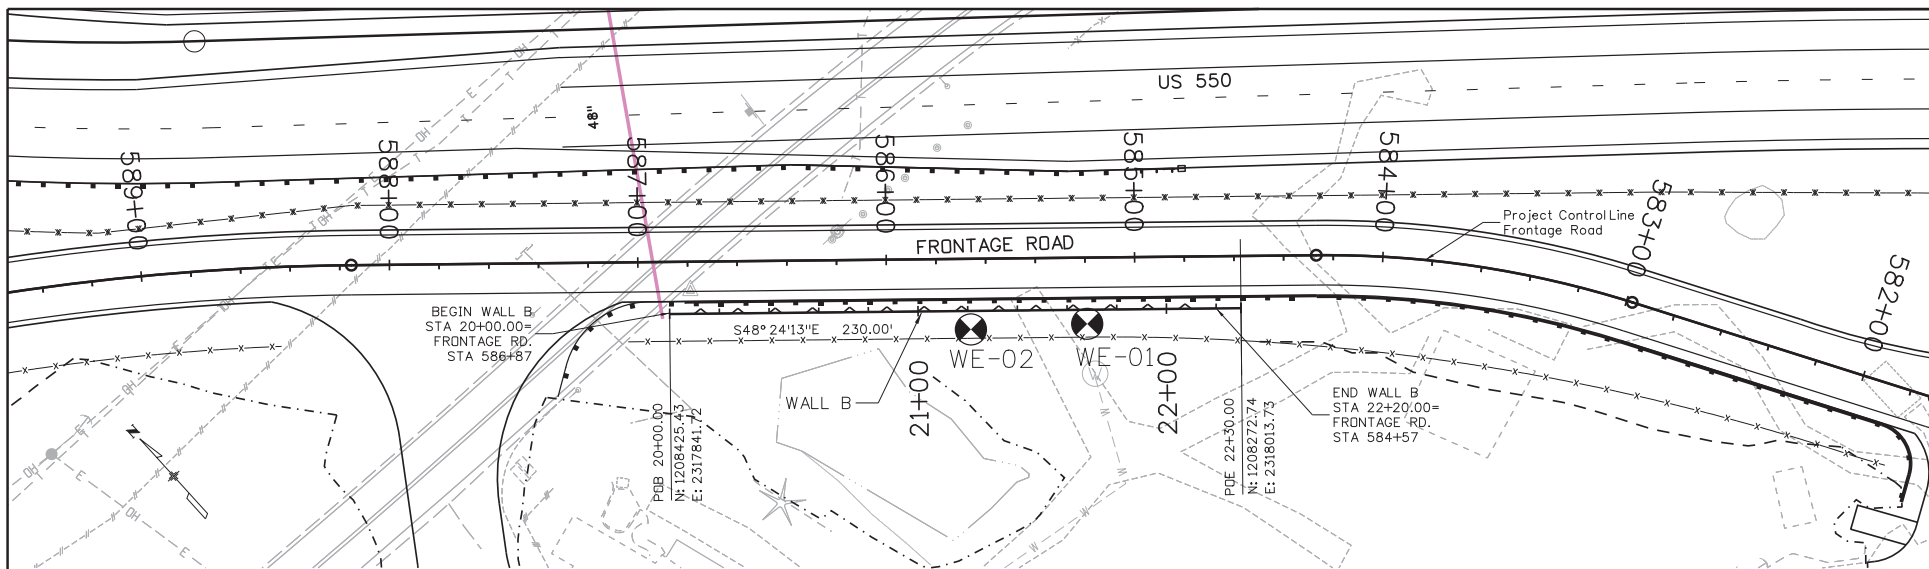 US 550
48"
589+00
588+00
587+00
586+00
585+00
584+00
583+00
582+0
Project Control Line
Frontage Road
FRONTAGE ROAD
BEGIN WALL B
STA 20+00.00=
FRONTAGE RD.
STA 586+87
S48°24'13"E 230.00'
WE-02
WE-01
WALL B
21+00
22+00
END WALL B
STA 22+20.00=
FRONTAGE RD.
STA 584+57
POB 20+00.00
N: 1208425.43
E: 2317841.72
POE 22+30.00
N: 1208272.74
E: 2318013.73
N